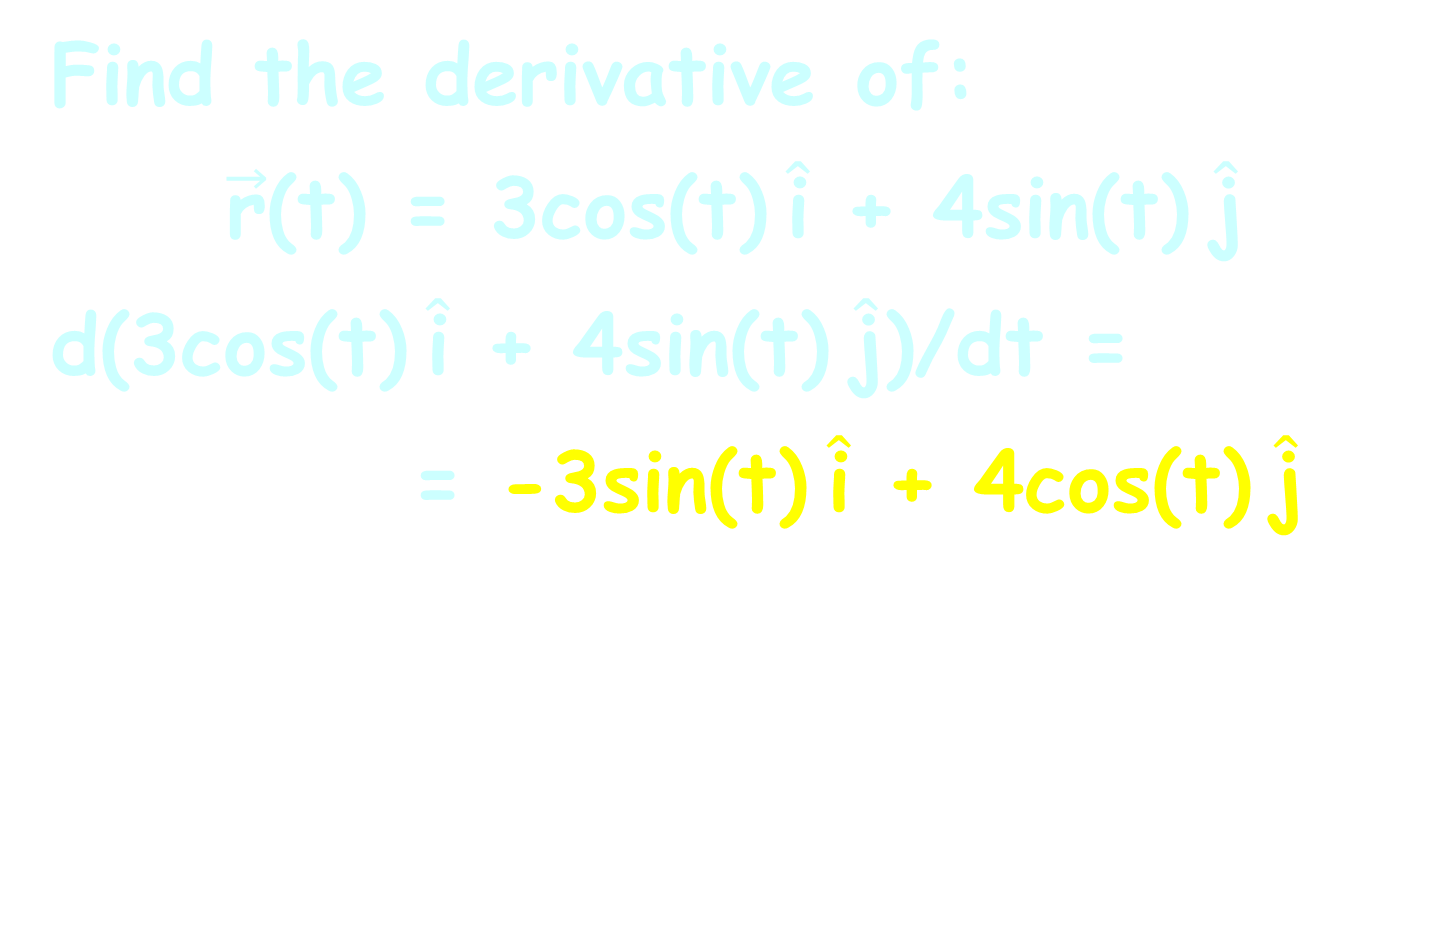 Find the derivative of:
r⃗(t) = 3cos(t) î + 4sin(t) ĵ
d(3cos(t) î + 4sin(t) ĵ)/dt =
= -3sin(t) î + 4cos(t) ĵ